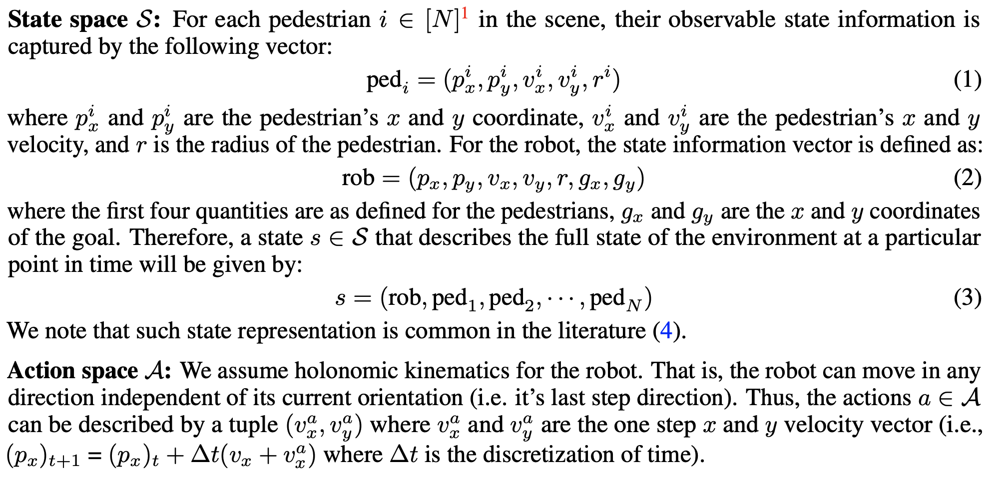 State space 𝒮: For each pedestrian i ∈ [N]¹ in the scene, their observable state information is
captured by the following vector:
ped_i = (p_x^i, p_y^i, v_x^i, v_y^i, r^i) (1)
where p_x^i and p_y^i are the pedestrian’s x and y coordinate, v_x^i and v_y^i are the pedestrian’s x and y
velocity, and r is the radius of the pedestrian. For the robot, the state information vector is defined as:
rob = (p_x, p_y, v_x, v_y, r, g_x, g_y) (2)
where the first four quantities are as defined for the pedestrians, g_x and g_y are the x and y coordinates
of the goal. Therefore, a state s ∈ 𝒮 that describes the full state of the environment at a particular
point in time will be given by:
s = (rob, ped_1, ped_2, ⋯ , ped_N) (3)
We note that such state representation is common in the literature (4).
Action space 𝒜: We assume holonomic kinematics for the robot. That is, the robot can move in any
direction independent of its current orientation (i.e. it’s last step direction). Thus, the actions a ∈ 𝒜
can be described by a tuple (v_x^a, v_y^a) where v_x^a and v_y^a are the one step x and y velocity vector (i.e.,
(p_x)_{t+1} = (p_x)_t + Δt(v_x + v_x^a) where Δt is the discretization of time).